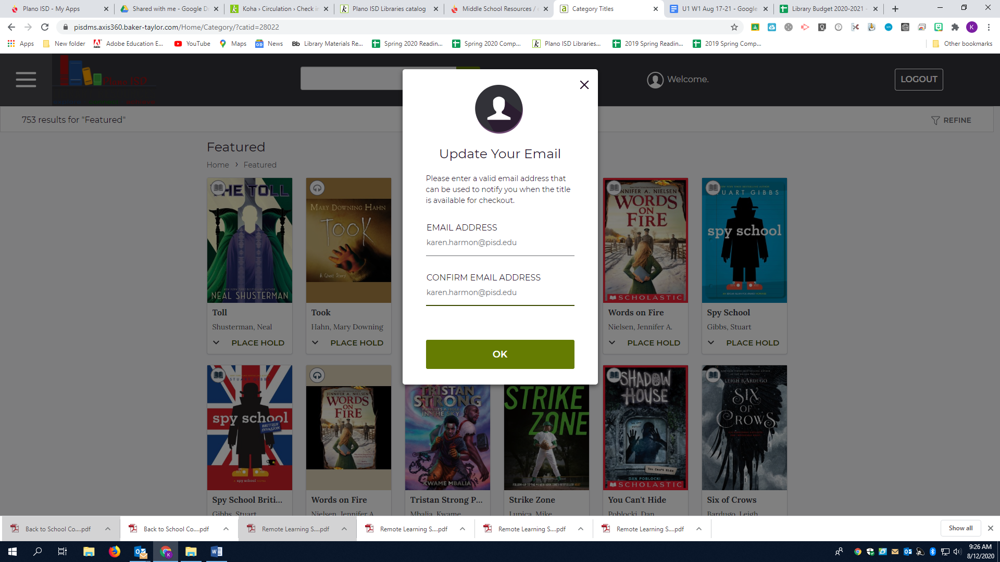 Plano ISD - My Apps
Shared with me - Google D
Koha › Circulation › Check i
Plano ISD Libraries catalog
Middle School Resources /
Category Titles
U1 W1 Aug 17-21 - Google
Library Budget 2020-2021 -
pisdms.axis360.baker-taylor.com/Home/Category/?catid=28022
K
Apps
New folder
Adobe Education E...
YouTube
Maps
News
Bb Library Materials Re...
Spring 2020 Readin...
Spring 2020 Comp...
Plano ISD Libraries...
2019 Spring Readin...
2019 Spring Comp...
Other bookmarks
Plano ISD
Welcome.
LOGOUT
753 results for "Featured"
REFINE
Featured
Home › Featured
Update Your Email
Please enter a valid email address that
can be used to notify you when the title
is available for checkout.
EMAIL ADDRESS
karen.harmon@pisd.edu
CONFIRM EMAIL ADDRESS
karen.harmon@pisd.edu
OK
THE TOLL
NEW YORK TIMES BESTSELLING AUTHOR
NEAL SHUSTERMAN
MARY DOWNING HAHN
TOOK
A Ghost Story
JENNIFER A. NIELSEN
WORDS
ON
FIRE
SCHOLASTIC
STUART GIBBS
spy school
Toll
Shusterman, Neal
PLACE HOLD
Took
Hahn, Mary Downing
PLACE HOLD
Words on Fire
Nielsen, Jennifer A.
PLACE HOLD
Spy School
Gibbs, Stuart
PLACE HOLD
spy school
BRITISH
INVASION
a spy school novel
JENNIFER A. NIELSEN
WORDS
ON
FIRE
TRISTAN
STRONG
PUNCHES A HOLE
IN THE SKY
KWAME MBALIA
STRIKE
ZONE
SHADOW
HOUSE
You Can't Hide
DAN POBLOCKI
SCHOLASTIC
LEIGH BARDUGO
SIX
OF
CROWS
Spy School Briti...
Gibbs, Stuart
Words on Fire
Nielsen, Jennifer A.
Tristan Strong P...
Mbalia, Kwame
Strike Zone
Lupica, Mike
You Can't Hide
Poblocki, Dan
Six of Crows
Bardugo, Leigh
Back to School Co....pdf
Back to School Co....pdf
Remote Learning S....pdf
Remote Learning S....pdf
Remote Learning S....pdf
Remote Learning S....pdf
Show all
9:26 AM
8/12/2020